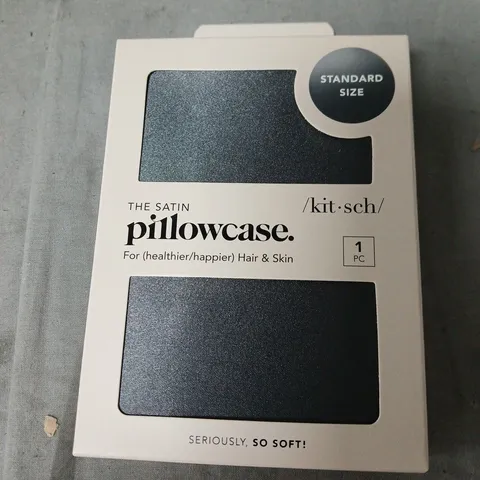 STANDARD
SIZE
THE SATIN
/kit·sch/
pillowcase.
1
PC
For (healthier/happier) Hair & Skin
SERIOUSLY, SO SOFT!